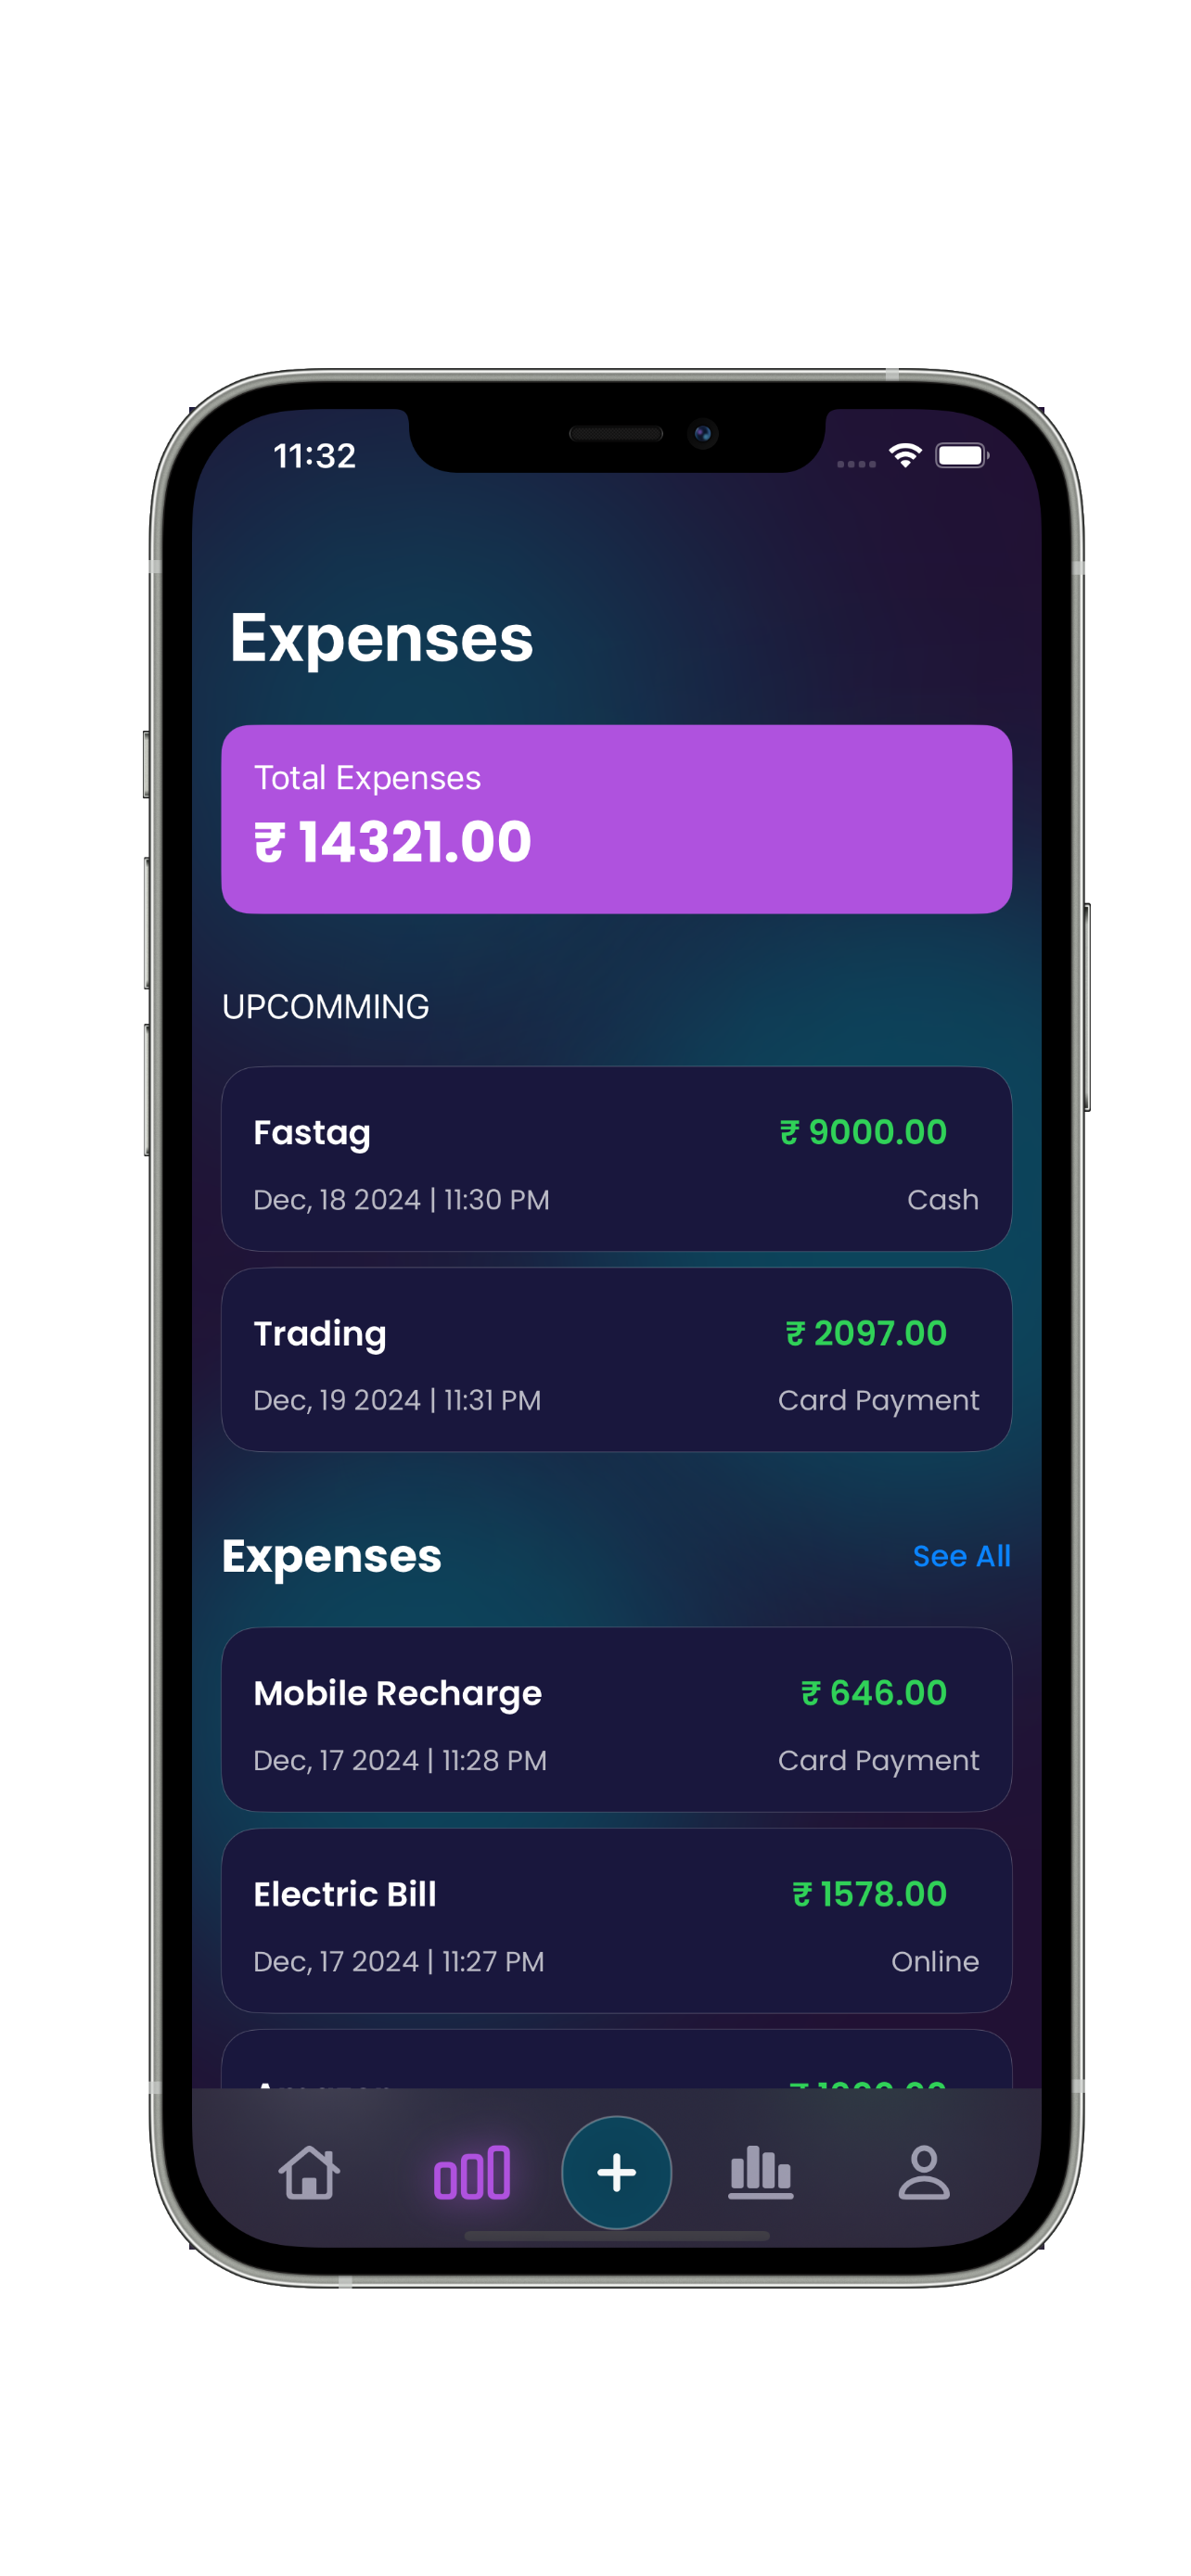 11:32
Expenses
Total Expenses
₹ 14321.00
UPCOMMING
Fastag ₹ 9000.00
Dec, 18 2024 | 11:30 PM Cash
Trading ₹ 2097.00
Dec, 19 2024 | 11:31 PM Card Payment
Expenses See All
Mobile Recharge ₹ 646.00
Dec, 17 2024 | 11:28 PM Card Payment
Electric Bill ₹ 1578.00
Dec, 17 2024 | 11:27 PM Online